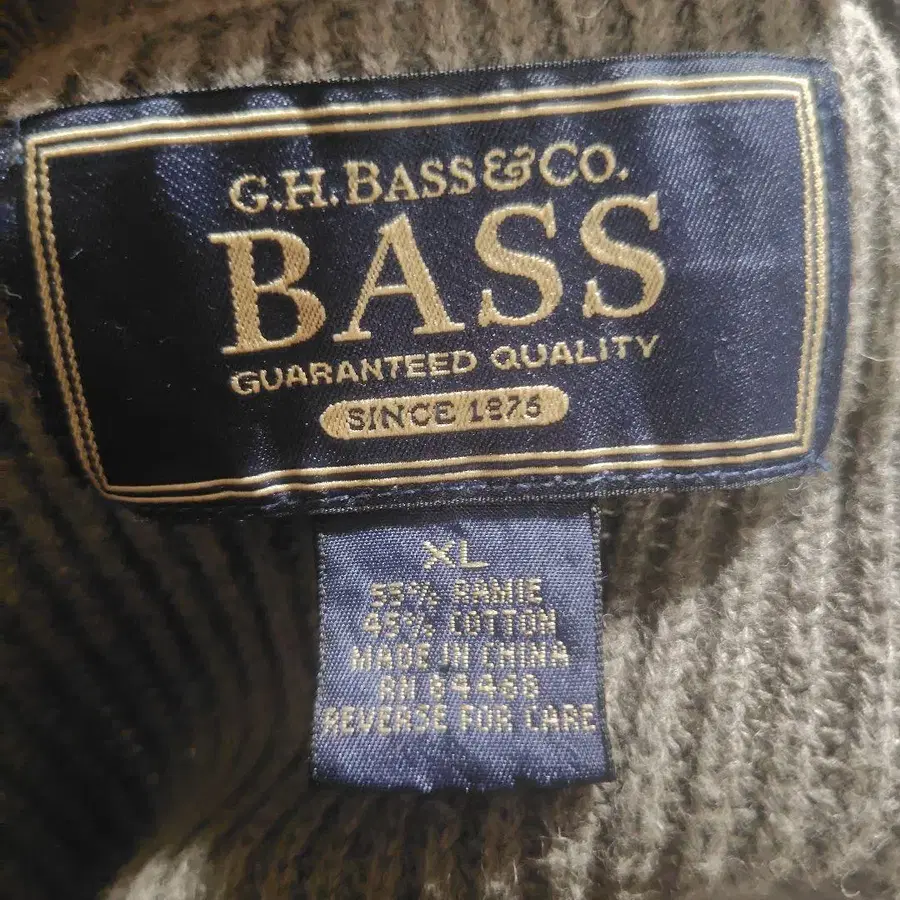 G.H. BASS & CO.
BASS
GUARANTEED QUALITY
SINCE 1876
XL
55% RAMIE
45% COTTON
MADE IN CHINA
RN 84468
REVERSE FOR CARE